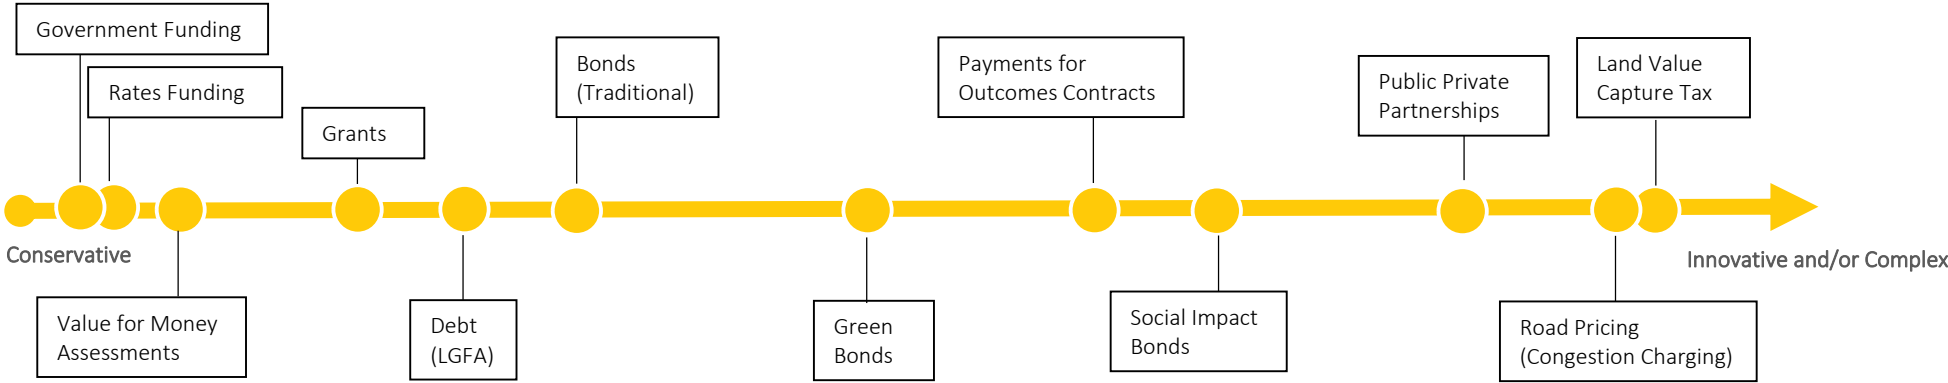 Government Funding
Rates Funding
Grants
Bonds
(Traditional)
Payments for
Outcomes Contracts
Public Private
Partnerships
Land Value
Capture Tax
Conservative
Innovative and/or Complex
Value for Money
Assessments
Debt
(LGFA)
Green
Bonds
Social Impact
Bonds
Road Pricing
(Congestion Charging)